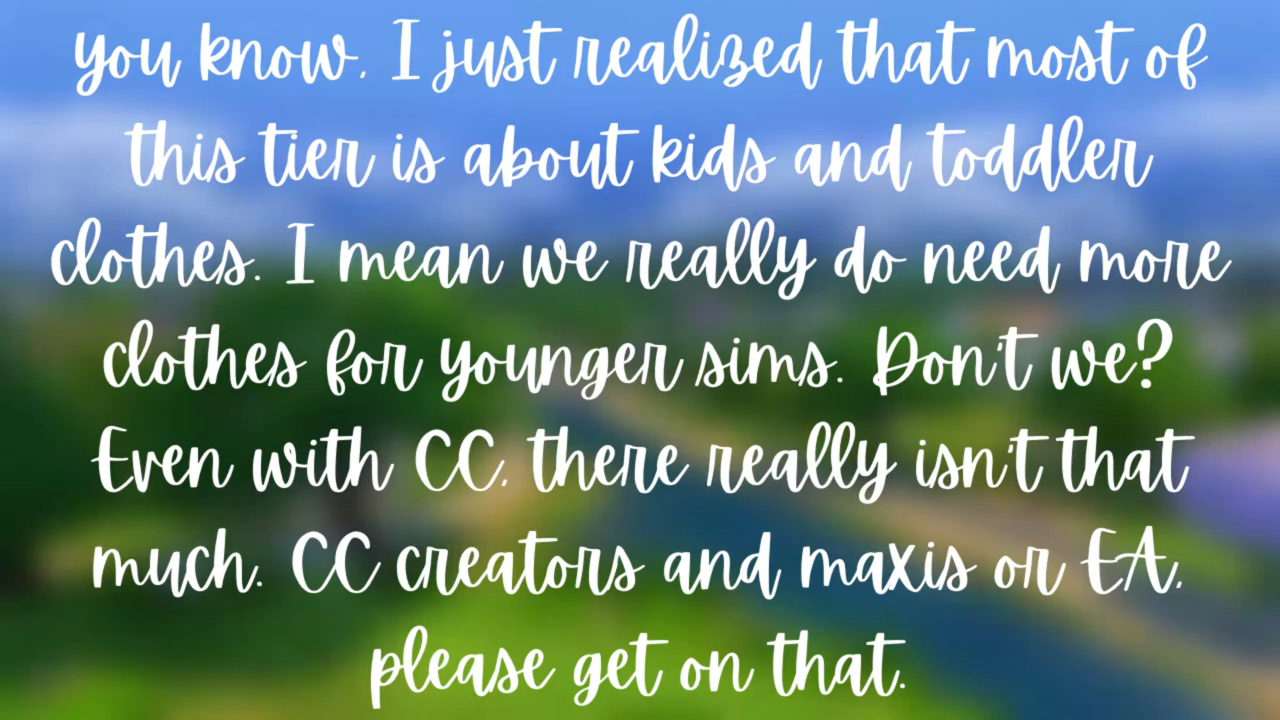 you know, I just realized that most of
this tier is about kids and toddler
clothes. I mean we really do need more
clothes for younger sims. Don't we?
Even with CC, there really isn't that
much. CC creators and maxis or EA,
please get on that.